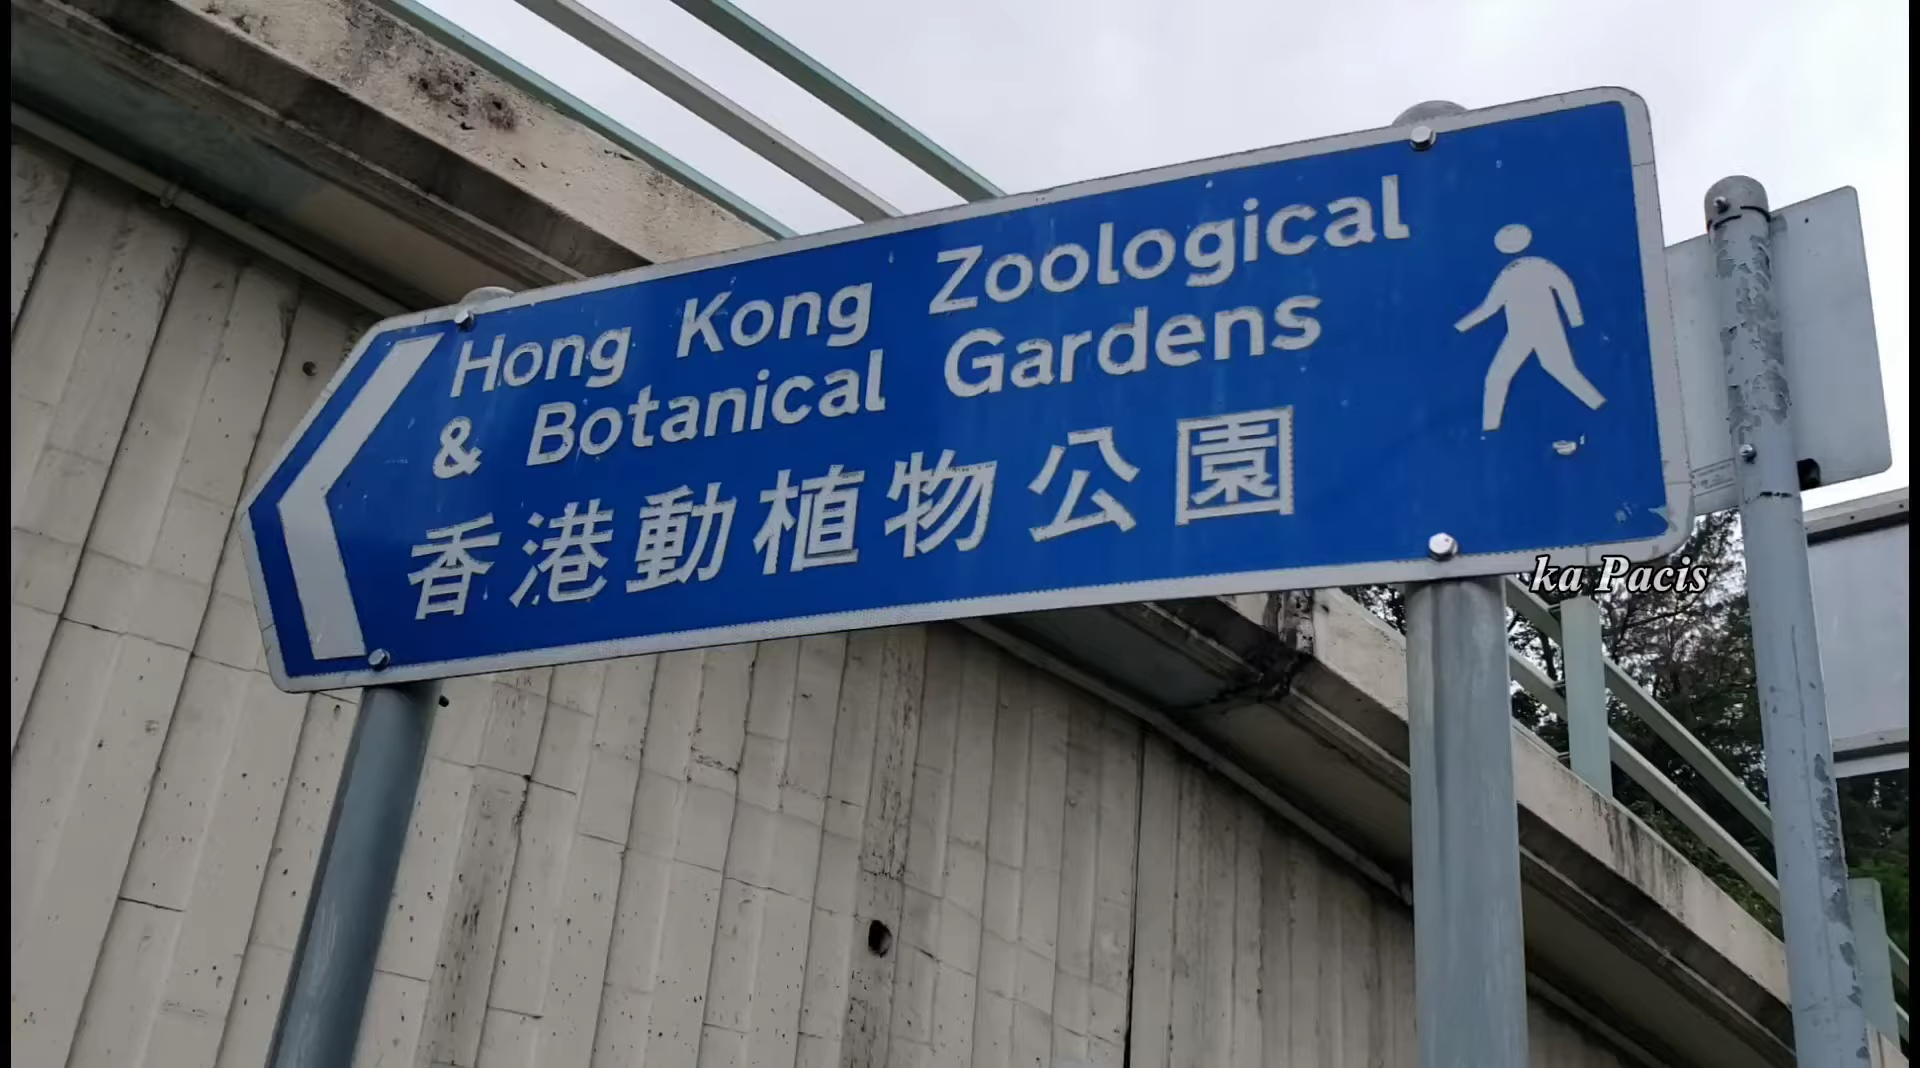 Hong Kong Zoological
& Botanical Gardens
香港動植物公園
ka Pacis